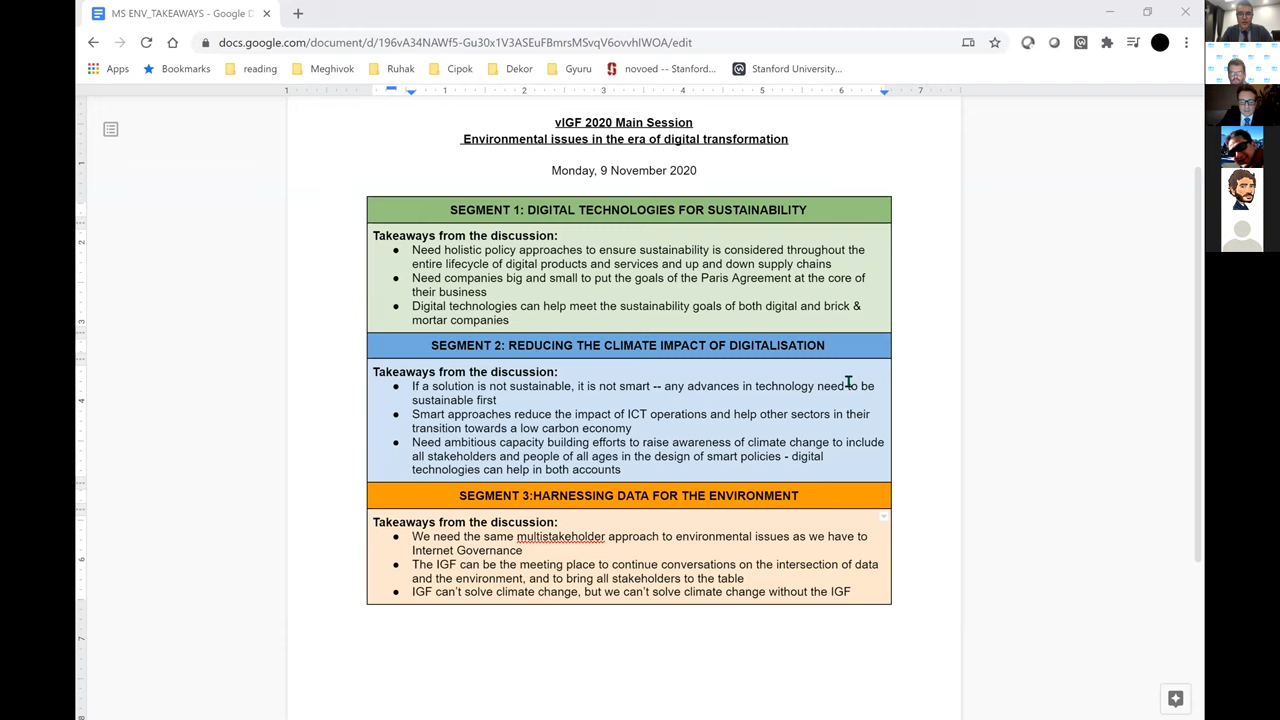 MS ENV_TAKEAWAYS - Google D
docs.google.com/document/d/196vA34NAWf5-Gu30x1V3ASEuFBmrsMSvqV6ovvhIWOA/edit
Apps Bookmarks reading Meghivok Ruhak Cipok novoed -- Stanford... Stanford University...
1 1 2 3 4 5 6 7
vIGF 2020 Main Session
Environmental issues in the era of digital transformation
Monday, 9 November 2020
SEGMENT 1: DIGITAL TECHNOLOGIES FOR SUSTAINABILITY
Takeaways from the discussion:
● Need holistic policy approaches to ensure sustainability is considered throughout the
entire lifecycle of digital products and services and up and down supply chains
● Need companies big and small to put the goals of the Paris Agreement at the core of
their business
● Digital technologies can help meet the sustainability goals of both digital and brick &
mortar companies
SEGMENT 2: REDUCING THE CLIMATE IMPACT OF DIGITALISATION
Takeaways from the discussion:
● If a solution is not sustainable, it is not smart -- any advances in technology need to be
sustainable first
● Smart approaches reduce the impact of ICT operations and help other sectors in their
transition towards a low carbon economy
● Need ambitious capacity building efforts to raise awareness of climate change to include
all stakeholders and people of all ages in the design of smart policies - digital
technologies can help in both accounts
SEGMENT 3:HARNESSING DATA FOR THE ENVIRONMENT
Takeaways from the discussion:
● We need the same multistakeholder approach to environmental issues as we have to
Internet Governance
● The IGF can be the meeting place to continue conversations on the intersection of data
and the environment, and to bring all stakeholders to the table
● IGF can't solve climate change, but we can't solve climate change without the IGF